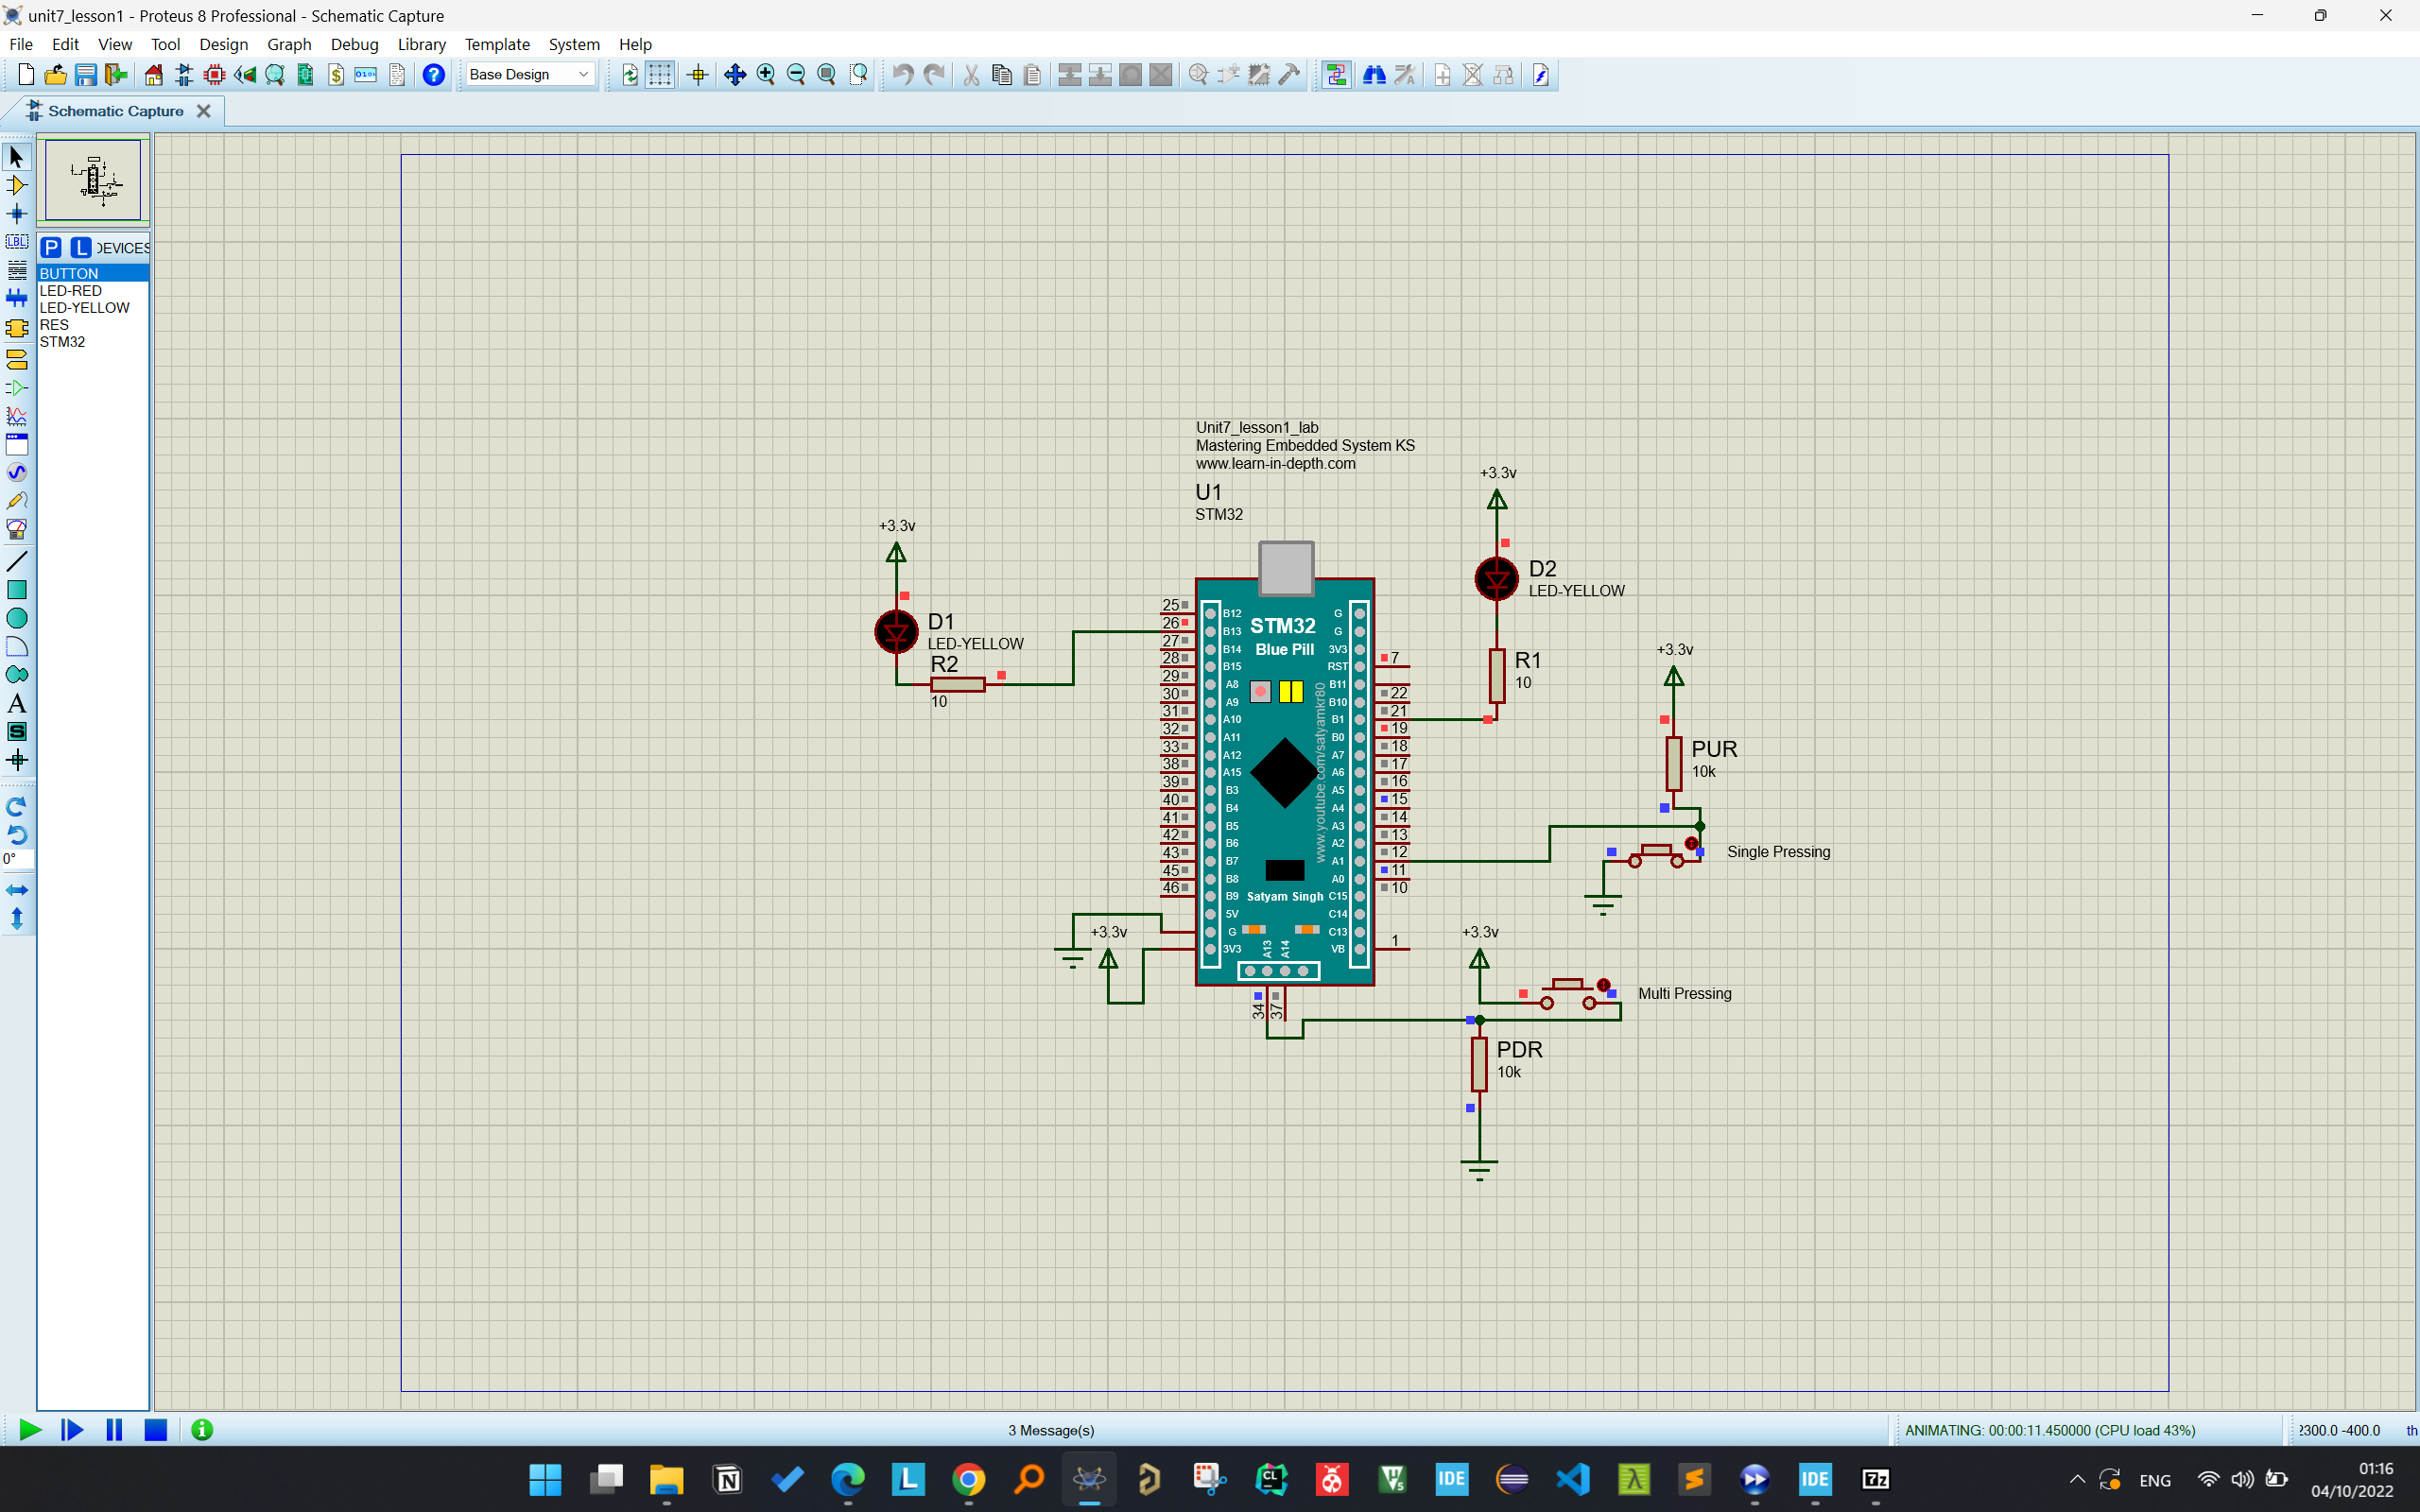 unit7_lesson1 - Proteus 8 Professional - Schematic Capture
File Edit View Tool Design Graph Debug Library Template System Help
Base Design
Schematic Capture
P L DEVICES
BUTTON
LED-RED
LED-YELLOW
RES
STM32
LBL
A
S
0°
Unit7_lesson1_lab
Mastering Embedded System KS
www.learn-in-depth.com
U1
STM32
+3.3v
D1
LED-YELLOW
R2
10
+3.3v
D2
LED-YELLOW
R1
10
+3.3v
PUR
10k
Single Pressing
+3.3v
Multi Pressing
PDR
10k
+3.3v
STM32
Blue Pill
www.youtube.com/satyamkr80
Satyam Singh
25 B12
26 B13
27 B14
28 B15
29 A8
30 A9
31 A10
32 A11
33 A12
38 A15
39 B3
40 B4
41 B5
42 B6
43 B7
45 B8
46 B9
5V
G
3V3
G
G
3V3
RST 7
B11
B10 22
B1 21
B0 19
A7 18
A6 17
A5 16
A4 15
A3 14
A2 13
A1 12
A0 11
C15 10
C14
C13
VB 1
A13 A14
34 37
3 Message(s)
ANIMATING: 00:00:11.450000 (CPU load 43%)
2300.0 -400.0 th
ENG
01:16
04/10/2022